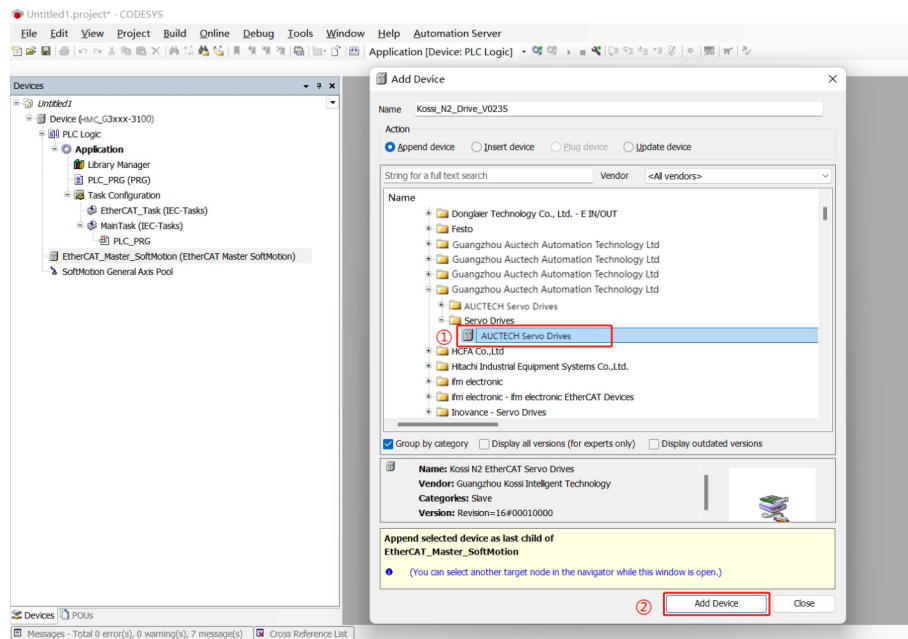 Untitled1.project* - CODESYS
File Edit View Project Build Online Debug Tools Window Help Automation Server
Application [Device: PLC Logic]
Devices
Untitled1
Device (HMC_G3xxx-3100)
PLC Logic
Application
Library Manager
PLC_PRG (PRG)
Task Configuration
EtherCAT_Task (IEC-Tasks)
MainTask (IEC-Tasks)
PLC_PRG
EtherCAT_Master_SoftMotion (EtherCAT Master SoftMotion)
SoftMotion General Axis Pool
Devices POUs
Add Device
Name Kossi_N2_Drive_V0235
Action
Append device Insert device Plug device Update device
String for a full text search Vendor <All vendors>
Name
Donglaier Technology Co., Ltd. - E IN/OUT
Festo
Guangzhou Auctech Automation Technology Ltd
Guangzhou Auctech Automation Technology Ltd
Guangzhou Auctech Automation Technology Ltd
Guangzhou Auctech Automation Technology Ltd
AUCTECH Servo Drives
Servo Drives
① AUCTECH Servo Drives
HCFA Co.,Ltd
Hitachi Industrial Equipment Systems Co.,Ltd.
ifm electronic
ifm electronic - ifm electronic EtherCAT Devices
Inovance - Servo Drives
Group by category Display all versions (for experts only) Display outdated versions
Name: Kossi N2 EtherCAT Servo Drives
Vendor: Guangzhou Kossi Intelligent Technology
Categories: Slave
Version: Revision=16#00010000
Append selected device as last child of
EtherCAT_Master_SoftMotion
(You can select another target node in the navigator while this window is open.)
② Add Device Close
Messages - Total 0 error(s), 0 warning(s), 7 message(s) Cross Reference List